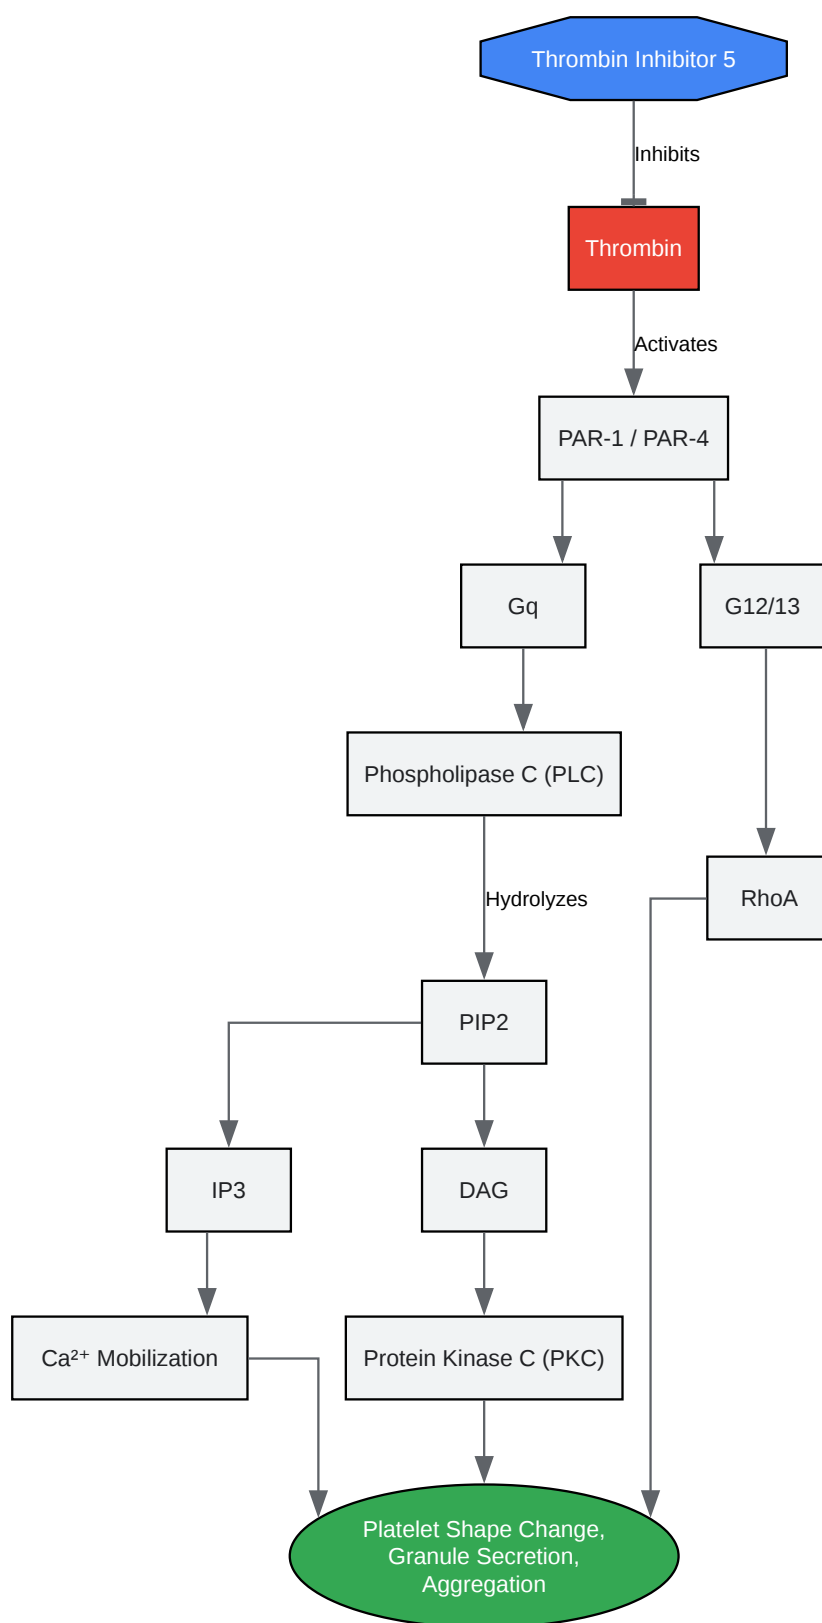 Thrombin Inhibitor 5
Inhibits
Thrombin
Activates
PAR-1 / PAR-4
Gq
G12/13
Phospholipase C (PLC)
Hydrolyzes
RhoA
PIP2
IP3
DAG
Ca²⁺ Mobilization
Protein Kinase C (PKC)
Platelet Shape Change,
Granule Secretion,
Aggregation